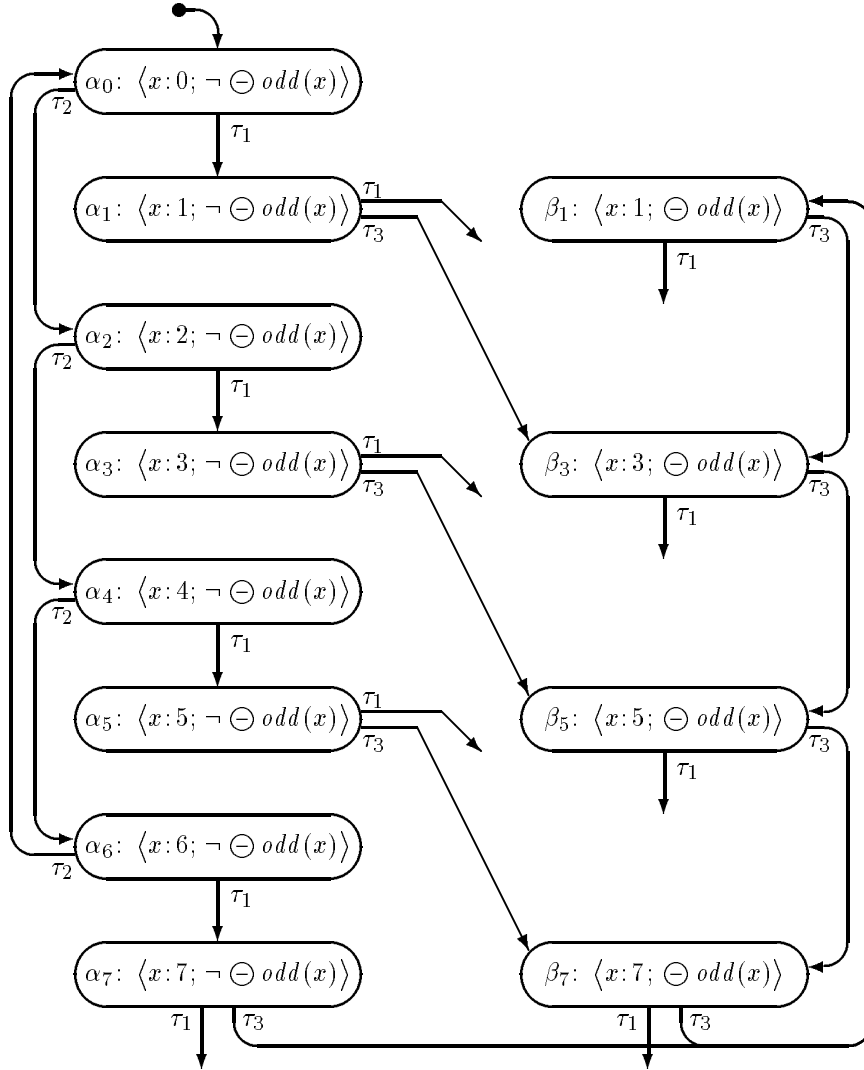 α₀: ⟨x:0; ¬ ⊖ odd(x)⟩
τ₂
τ₁
α₁: ⟨x:1; ¬ ⊖ odd(x)⟩ τ₁
τ₃
β₁: ⟨x:1; ⊖ odd(x)⟩
τ₃
τ₁
α₂: ⟨x:2; ¬ ⊖ odd(x)⟩
τ₂
τ₁
α₃: ⟨x:3; ¬ ⊖ odd(x)⟩ τ₁
τ₃
β₃: ⟨x:3; ⊖ odd(x)⟩
τ₃
τ₁
α₄: ⟨x:4; ¬ ⊖ odd(x)⟩
τ₂
τ₁
α₅: ⟨x:5; ¬ ⊖ odd(x)⟩ τ₁
τ₃
β₅: ⟨x:5; ⊖ odd(x)⟩
τ₃
τ₁
α₆: ⟨x:6; ¬ ⊖ odd(x)⟩
τ₂
τ₁
α₇: ⟨x:7; ¬ ⊖ odd(x)⟩
τ₁ τ₃
β₇: ⟨x:7; ⊖ odd(x)⟩
τ₁ τ₃